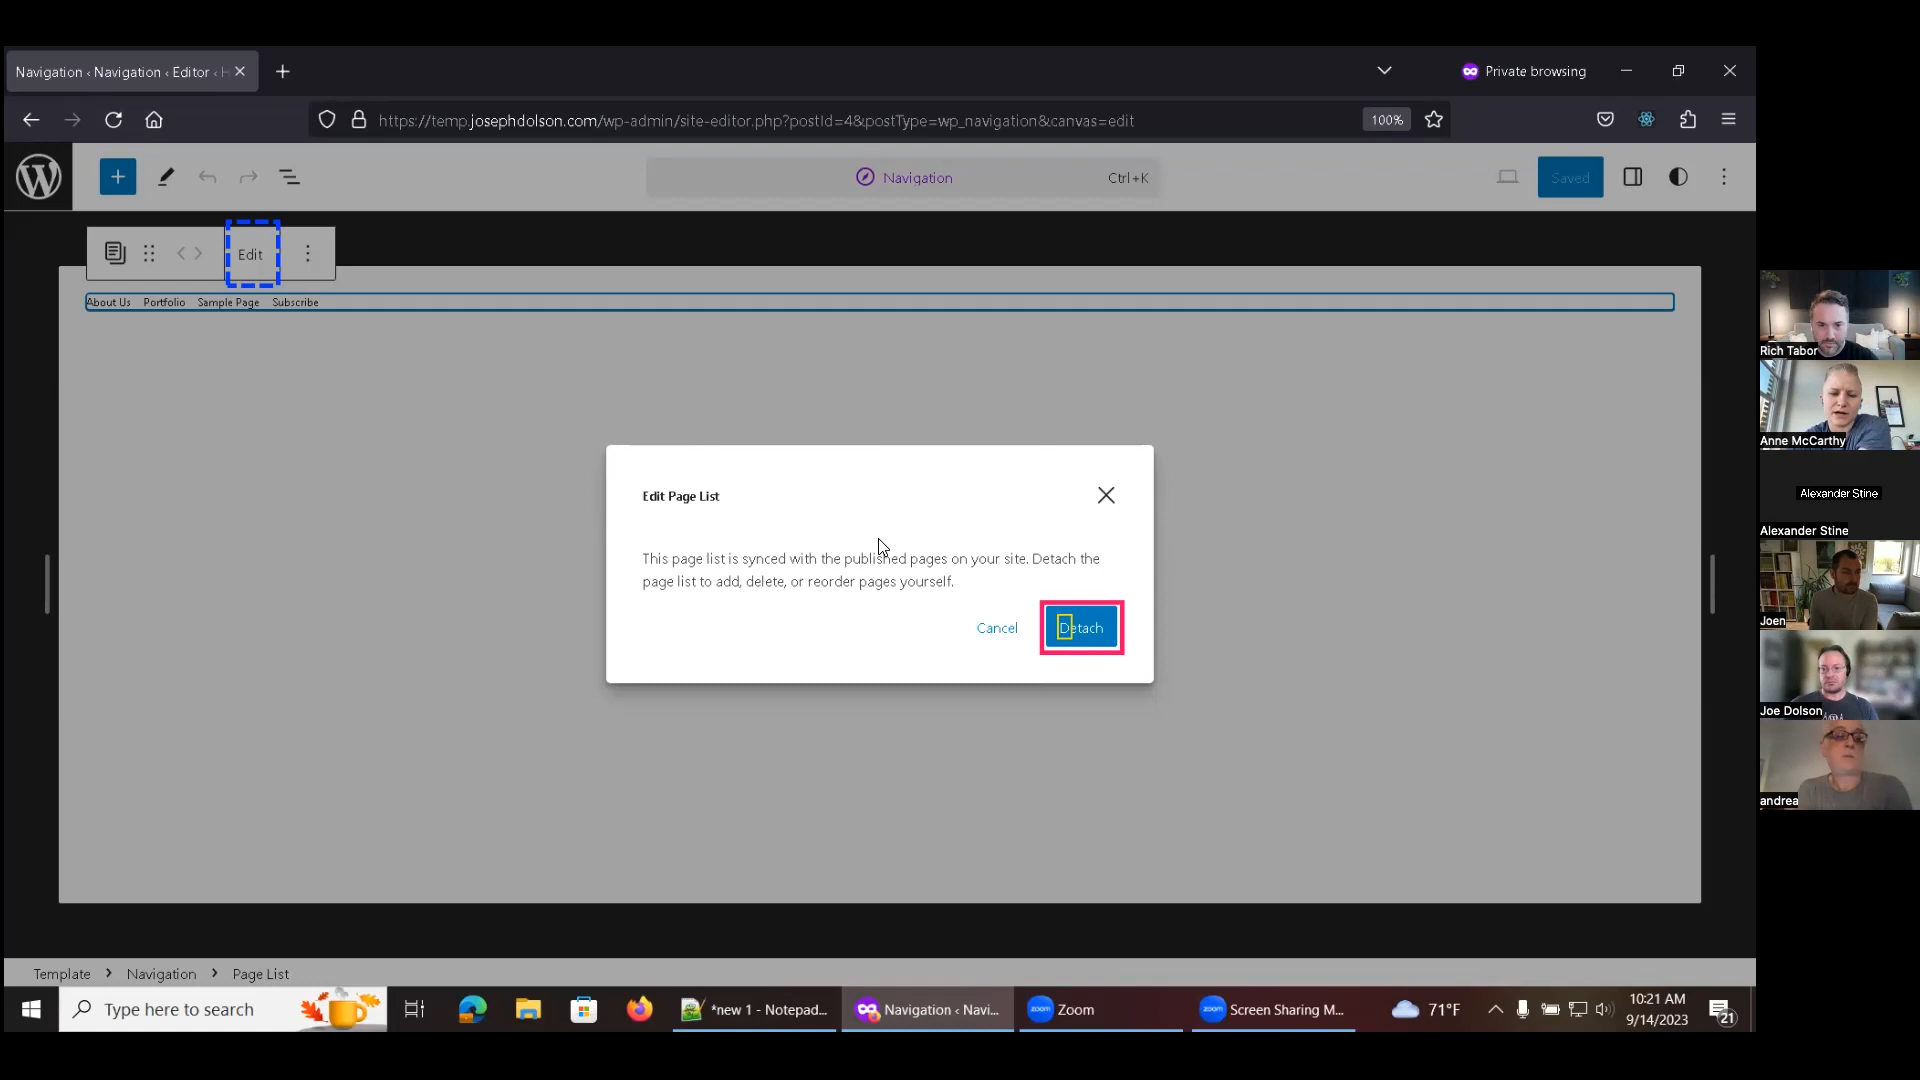 Navigation ‹ Navigation ‹ Editor ‹ H
Private browsing
https://temp.josephdolson.com/wp-admin/site-editor.php?postId=4&postType=wp_navigation&canvas=edit
100%
Navigation
Ctrl+K
Saved
Edit
About Us Portfolio Sample Page Subscribe
Edit Page List
This page list is synced with the published pages on your site. Detach the
page list to add, delete, or reorder pages yourself.
Cancel
Detach
Rich Tabor
Anne McCarthy
Alexander Stine
Alexander Stine
Joen
Joe Dolson
andrea
Template > Navigation > Page List
Type here to search
*new 1 - Notepad...
Navigation ‹ Navi...
zoom
Zoom
zoom
Screen Sharing M...
71°F
10:21 AM
9/14/2023
21